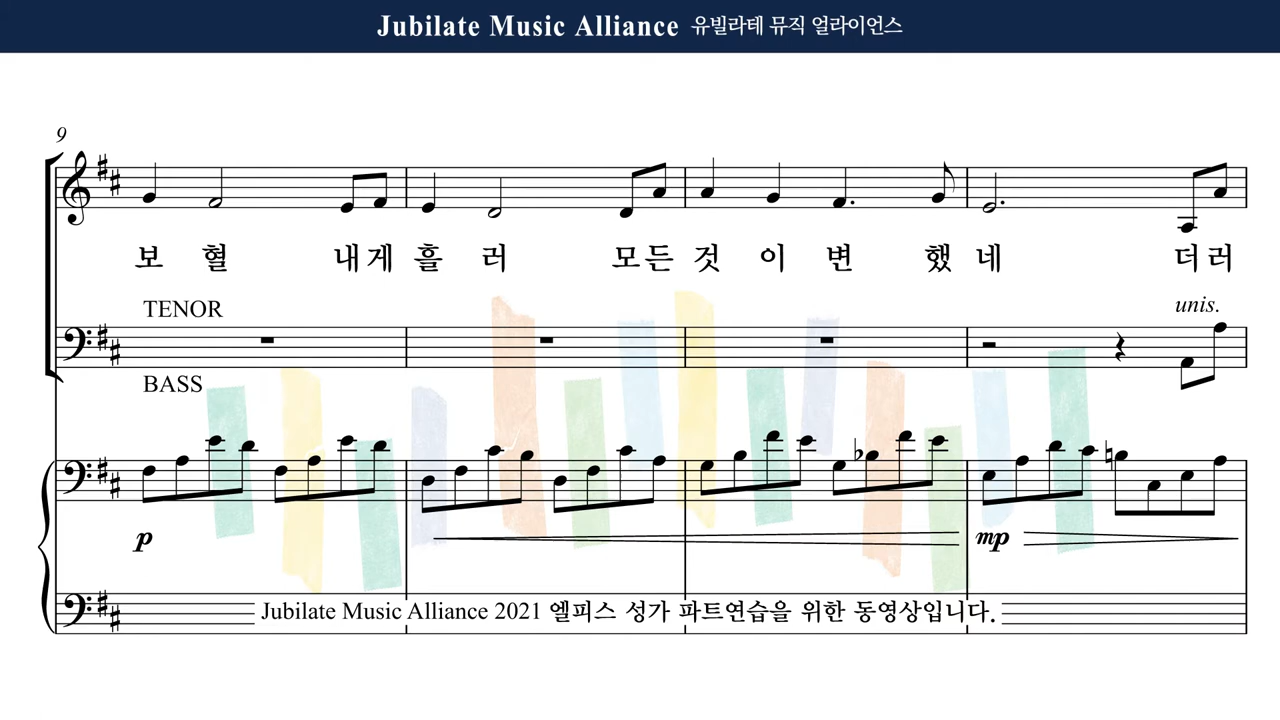 Jubilate Music Alliance 유빌라테 뮤직 얼라이언스
9
보 혈 내게 흘 러 모든 것 이 변 했 네 더러
TENOR
unis.
BASS
p mp
Jubilate Music Alliance 2021 엘피스 성가 파트연습을 위한 동영상입니다.